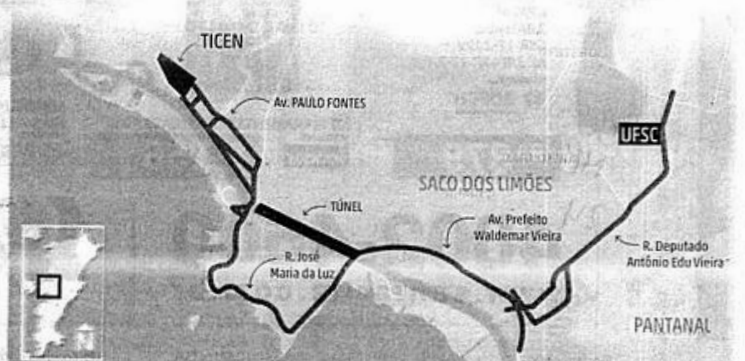 TICEN
Av. PAULO FONTES
UFSC
SACO DOS LIMÕES
TÚNEL
Av. Prefeito
Waldemar Vieira
R. José
Maria da Luz
R. Deputado
Antônio Edu Vieira
PANTANAL
N